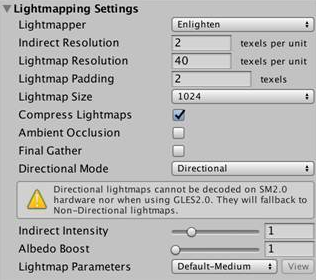 Lightmapping Settings
Lightmapper Enlighten
Indirect Resolution 2 texels per unit
Lightmap Resolution 40 texels per unit
Lightmap Padding 2 texels
Lightmap Size 1024
Compress Lightmaps
Ambient Occlusion
Final Gather
Directional Mode Directional
Directional lightmaps cannot be decoded on SM2.0
hardware nor when using GLES2.0. They will fallback to
Non-Directional lightmaps.
Indirect Intensity 1
Albedo Boost 1
Lightmap Parameters Default-Medium View